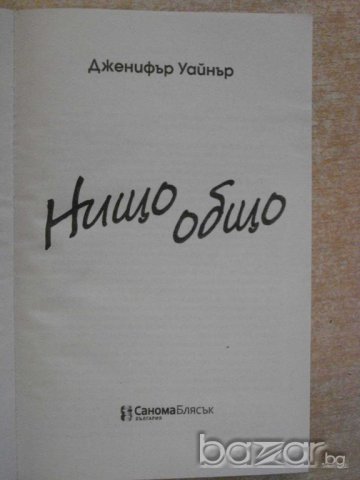 Дженифър Уайнър
Нищо общо
СаномаБлясък
БЪЛГАРИЯ
bazar.bg